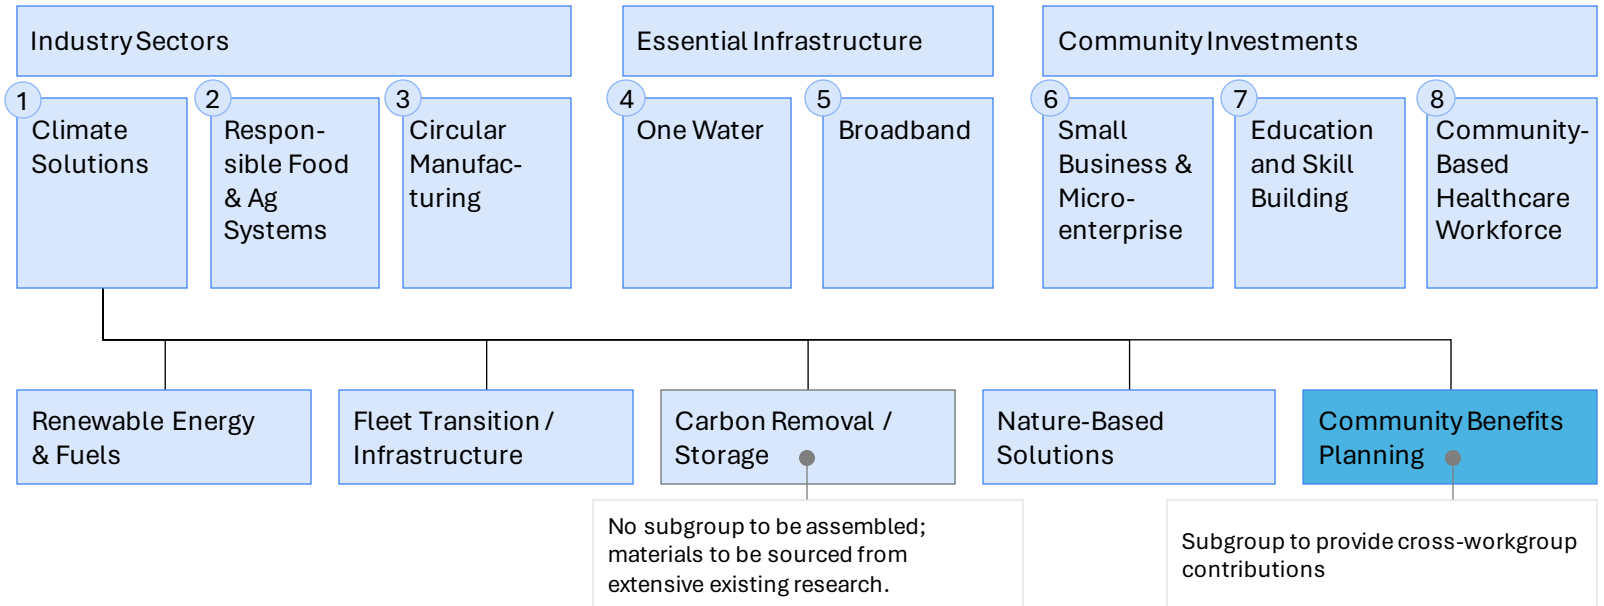 Industry Sectors
Essential Infrastructure
Community Investments
1
Climate
Solutions
2
Respon-
sible Food
& Ag
Systems
3
Circular
Manufac-
turing
4
One Water
5
Broadband
6
Small
Business &
Micro-
enterprise
7
Education
and Skill
Building
8
Community-
Based
Healthcare
Workforce
Renewable Energy
& Fuels
Fleet Transition /
Infrastructure
Carbon Removal /
Storage
Nature-Based
Solutions
Community Benefits
Planning
No subgroup to be assembled;
materials to be sourced from
extensive existing research.
Subgroup to provide cross-workgroup
contributions